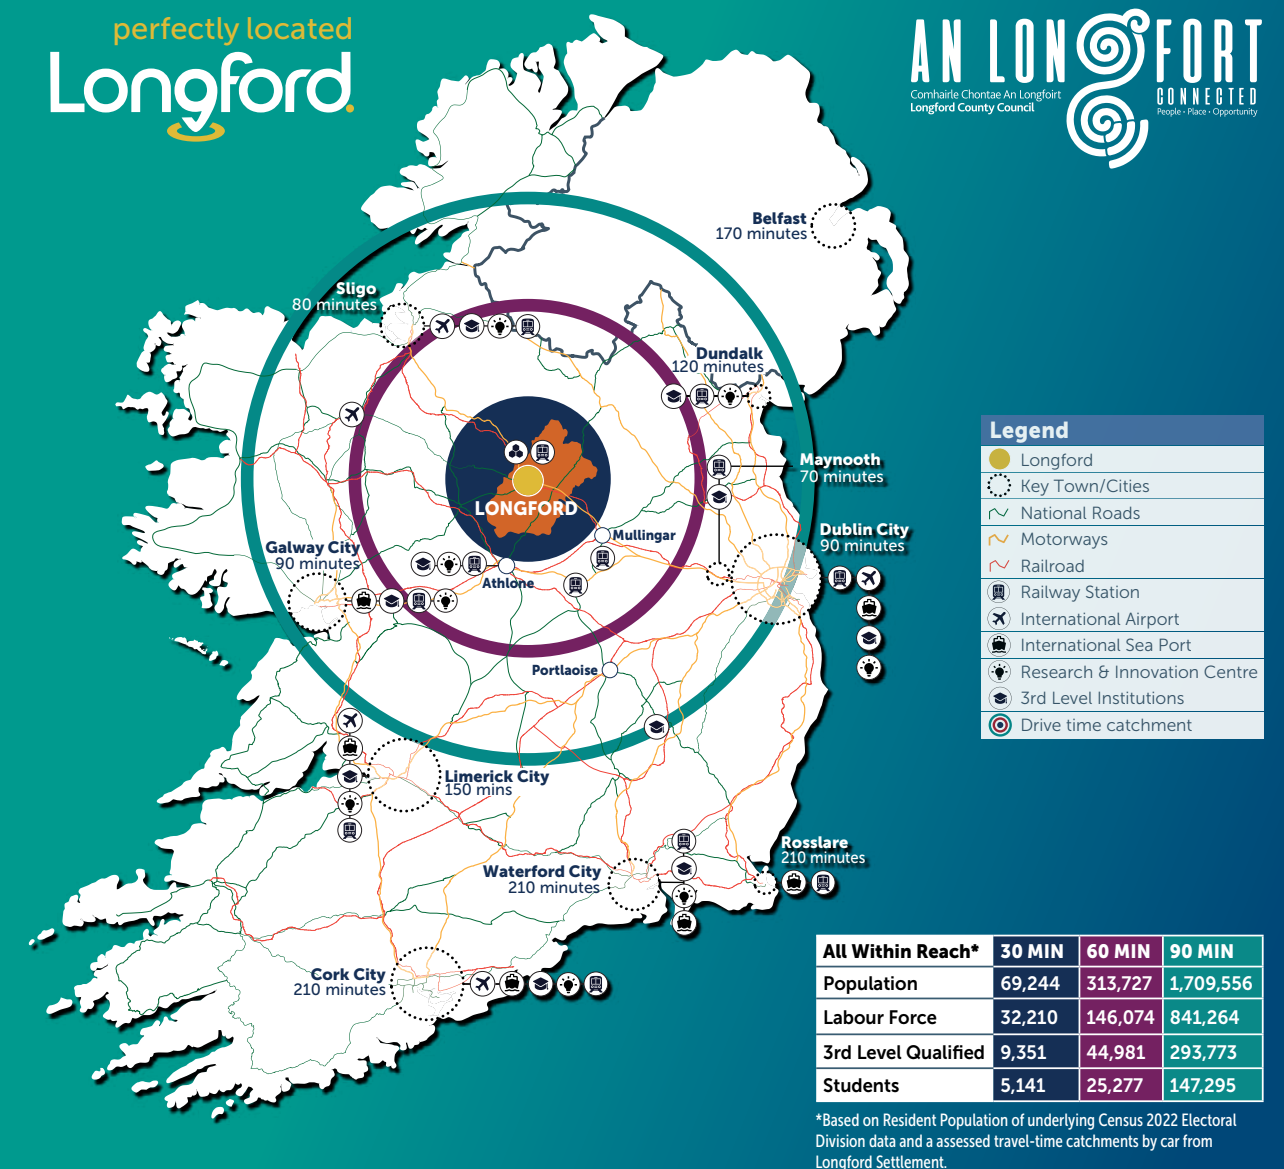 perfectly located
Longford.
AN LONGFORT
CONNECTED
People • Place • Opportunity
Comhairle Chontae An Longfoirt
Longford County Council
Belfast
170 minutes
Sligo
80 minutes
Dundalk
120 minutes
Maynooth
70 minutes
LONGFORD
Mullingar
Dublin City
90 minutes
Galway City
90 minutes
Athlone
Portlaoise
Limerick City
150 mins
Rosslare
210 minutes
Waterford City
210 minutes
Cork City
210 minutes
Legend
Longford
Key Town/Cities
National Roads
Motorways
Railroad
Railway Station
International Airport
International Sea Port
Research & Innovation Centre
3rd Level Institutions
Drive time catchment
All Within Reach* 30 MIN 60 MIN 90 MIN
Population 69,244 313,727 1,709,556
Labour Force 32,210 146,074 841,264
3rd Level Qualified 9,351 44,981 293,773
Students 5,141 25,277 147,295
*Based on Resident Population of underlying Census 2022 Electoral
Division data and a assessed travel-time catchments by car from
Longford Settlement.